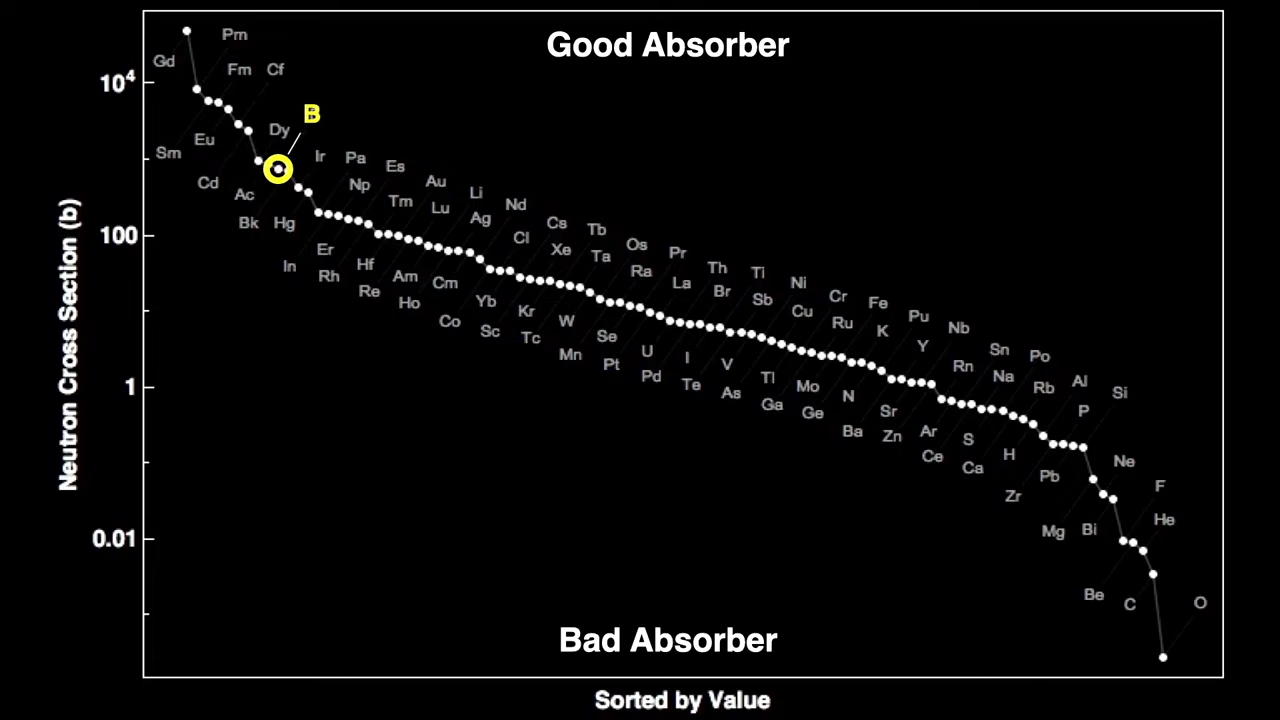 Good Absorber
Pm
Gd
Fm Cf
10⁴
B
Dy
Eu
Sm
Ir Pa Es
Cd Ac
Np Au Li
Tm Lu Ag Nd
Bk Hg
Cl Cs Tb
100
Er
Xe Ta Os Pr
In Rh Hf
Ra La Th Ti Ni
Re Am Cm
Br Sb Cu Cr Fe
Ho Yb Kr
Co Sc Tc W Se
Ru K Pu Nb
Mn Pt U I V
Y Rn Sn Po
1
Pd Te As Tl Mo N
Na Rb Al Si
Ga Ge Sr
P
Ba Zn Ar S H
Ce Ca Zr Pb
Ne
F
He
Mg Bi
0.01
Be C O
Neutron Cross Section (b)
Bad Absorber
Sorted by Value